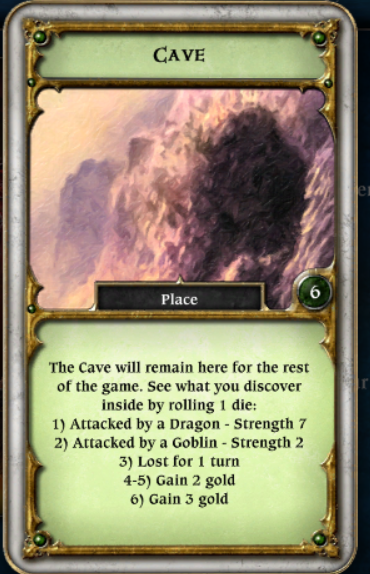 CAVE
Place
6
The Cave will remain here for the rest
of the game. See what you discover
inside by rolling 1 die:
1) Attacked by a Dragon - Strength 7
2) Attacked by a Goblin - Strength 2
3) Lost for 1 turn
4-5) Gain 2 gold
6) Gain 3 gold